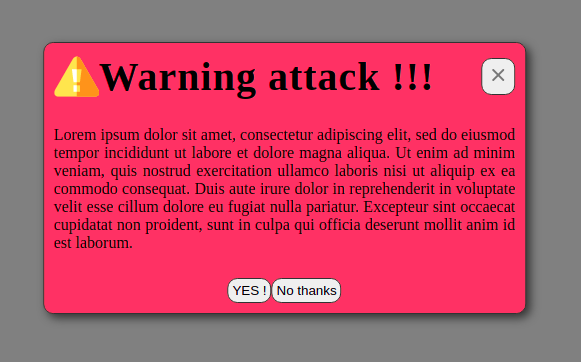 Warning attack !!!
Lorem ipsum dolor sit amet, consectetur adipiscing elit, sed do eiusmod
tempor incididunt ut labore et dolore magna aliqua. Ut enim ad minim
veniam, quis nostrud exercitation ullamco laboris nisi ut aliquip ex ea
commodo consequat. Duis aute irure dolor in reprehenderit in voluptate
velit esse cillum dolore eu fugiat nulla pariatur. Excepteur sint occaecat
cupidatat non proident, sunt in culpa qui officia deserunt mollit anim id
est laborum.
YES !
No thanks